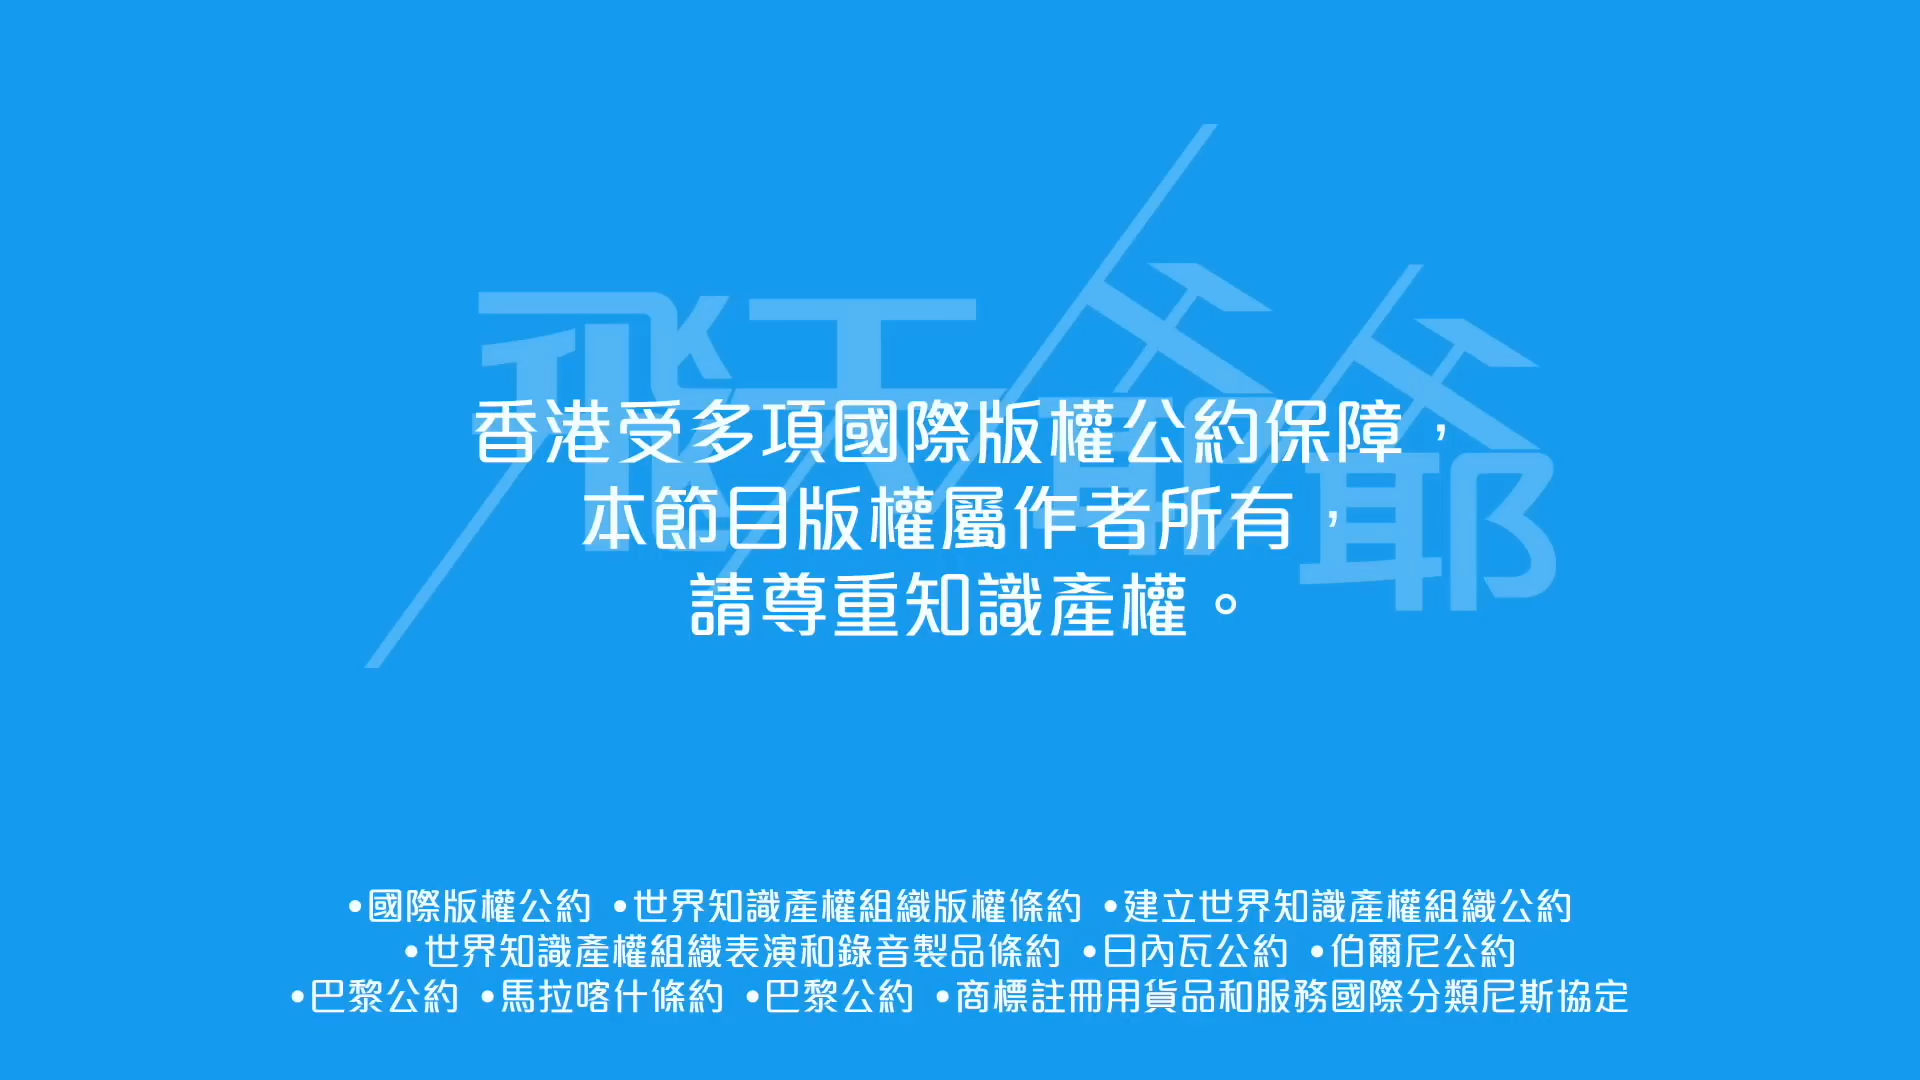 飛天爺爺
香港受多項國際版權公約保障，
本節目版權屬作者所有，
請尊重知識產權。
•國際版權公約 •世界知識產權組織版權條約 •建立世界知識產權組織公約
•世界知識產權組織表演和錄音製品條約 •日內瓦公約 •伯爾尼公約
•巴黎公約 •馬拉喀什條約 •巴黎公約 •商標註冊用貨品和服務國際分類尼斯協定